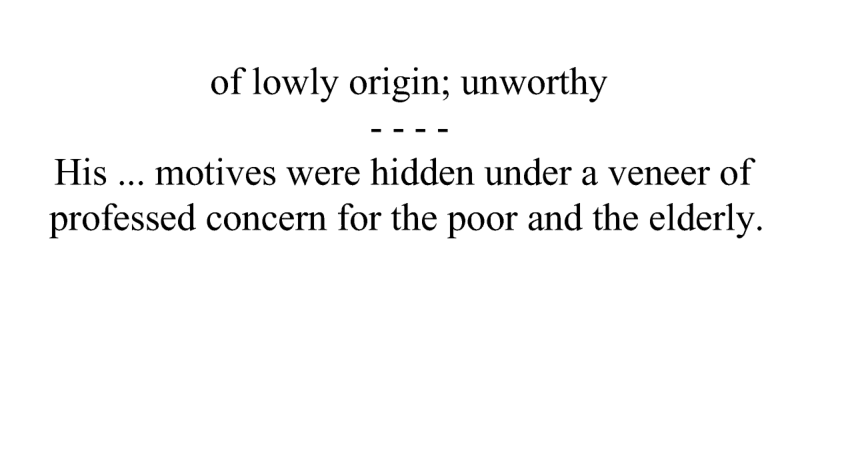 of lowly origin; unworthy
- - - -
His ... motives were hidden under a veneer of
professed concern for the poor and the elderly.